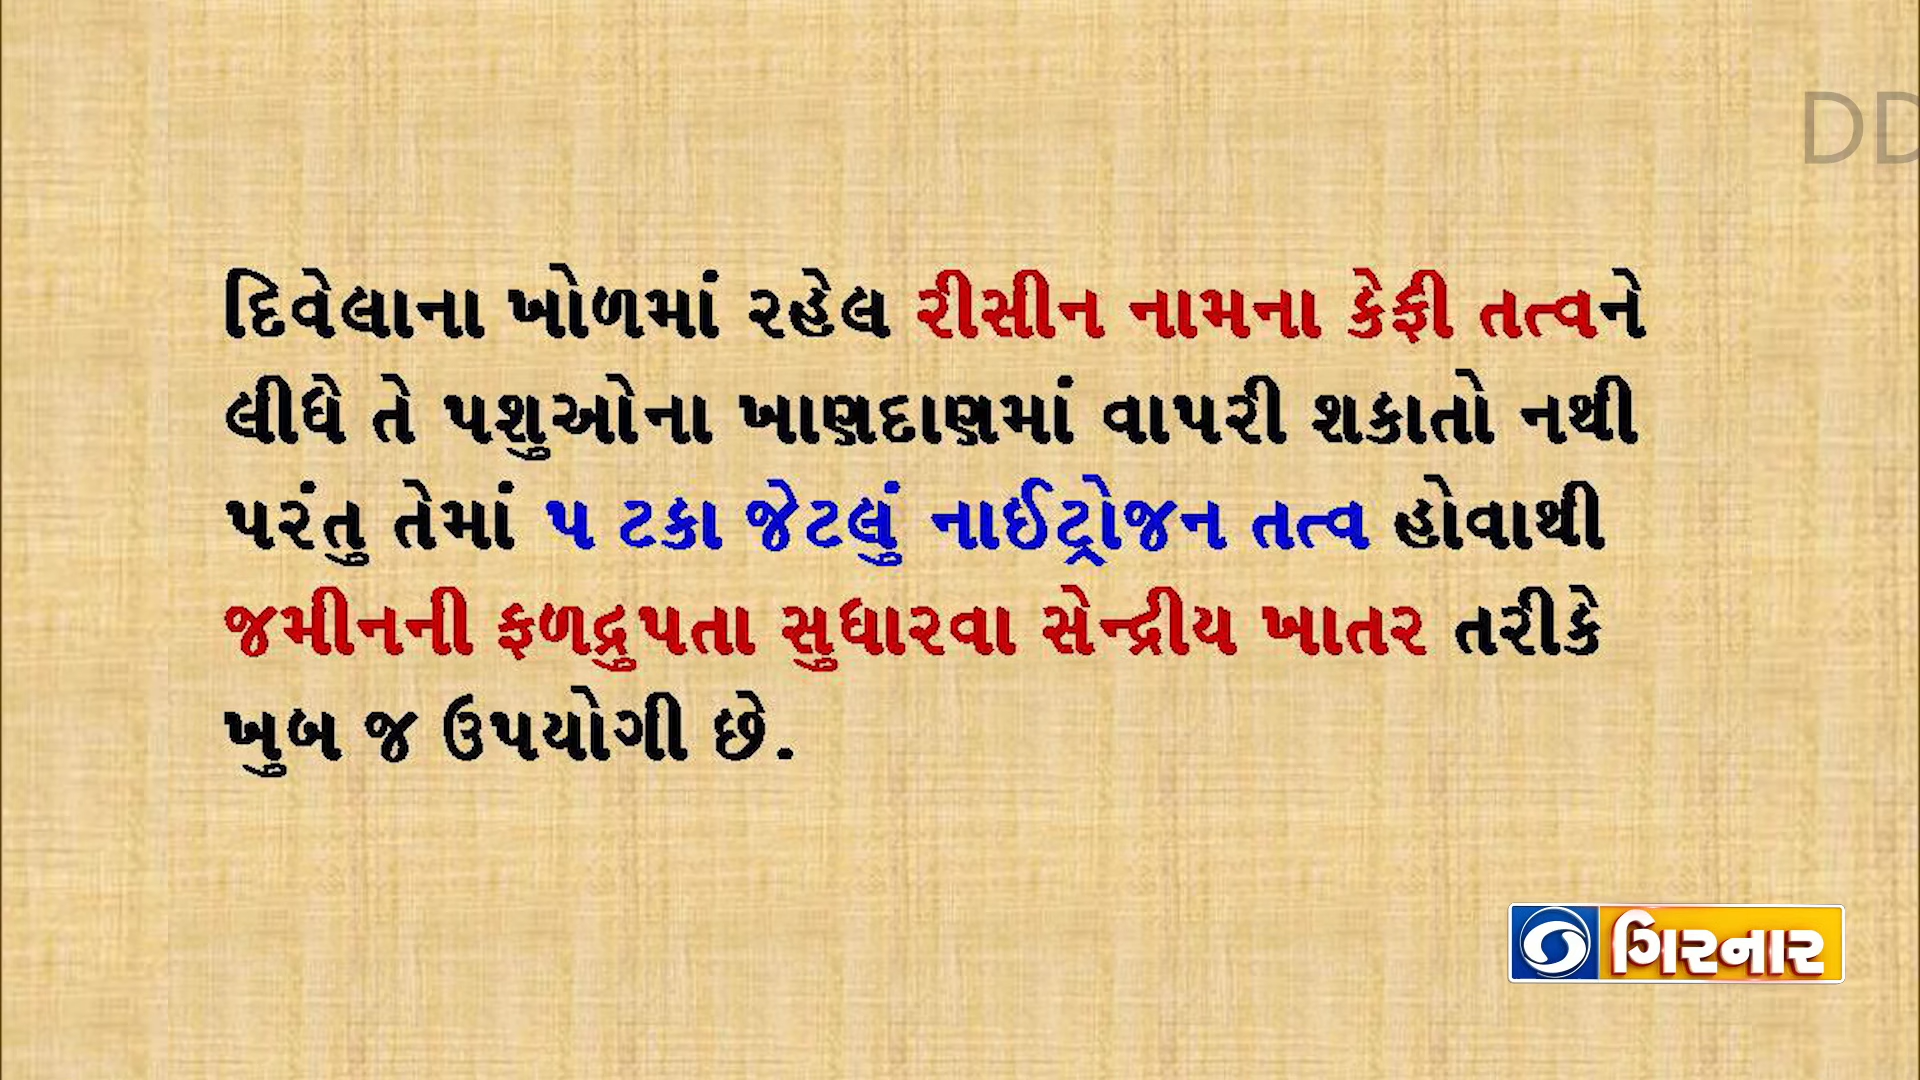 DD
દિવેલાના ખોળમાં રહેલ રીસીન નામના કેફી તત્વને
લીધે તે પશુઓના ખાણદાણમાં વાપરી શકાતો નથી
પરંતુ તેમાં ૫ ટકા જેટલું નાઈટ્રોજન તત્વ હોવાથી
જમીનની ફળદ્રુપતા સુધારવા સેન્દ્રીય ખાતર તરીકે
ખુબ જ ઉપયોગી છે.
ગિરનાર